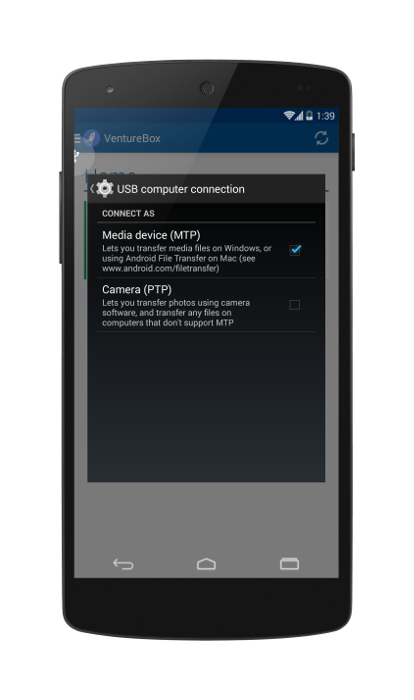 1:39
VentureBox
Home
USB computer connection
CONNECT AS
Media device (MTP)
Lets you transfer media files on Windows, or
using Android File Transfer on Mac (see
www.android.com/filetransfer)
Camera (PTP)
Lets you transfer photos using camera
software, and transfer any files on
computers that don't support MTP